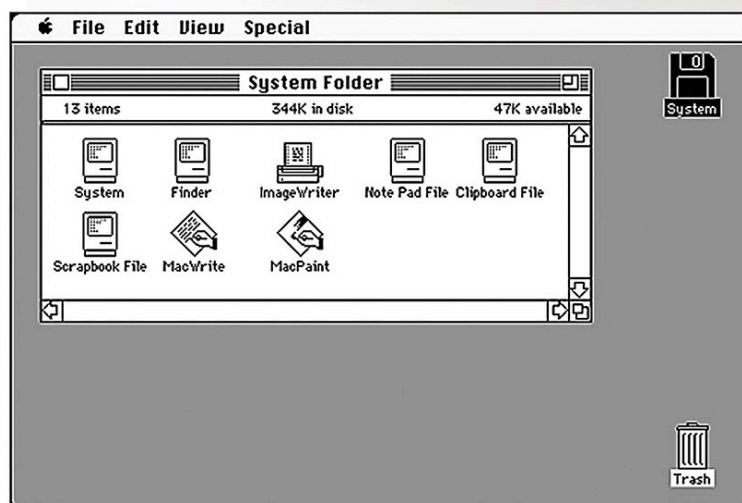 File Edit View Special
System Folder
13 items 344K in disk 47K available
System Finder ImageWriter Note Pad File Clipboard File
Scrapbook File MacWrite MacPaint
System
Trash